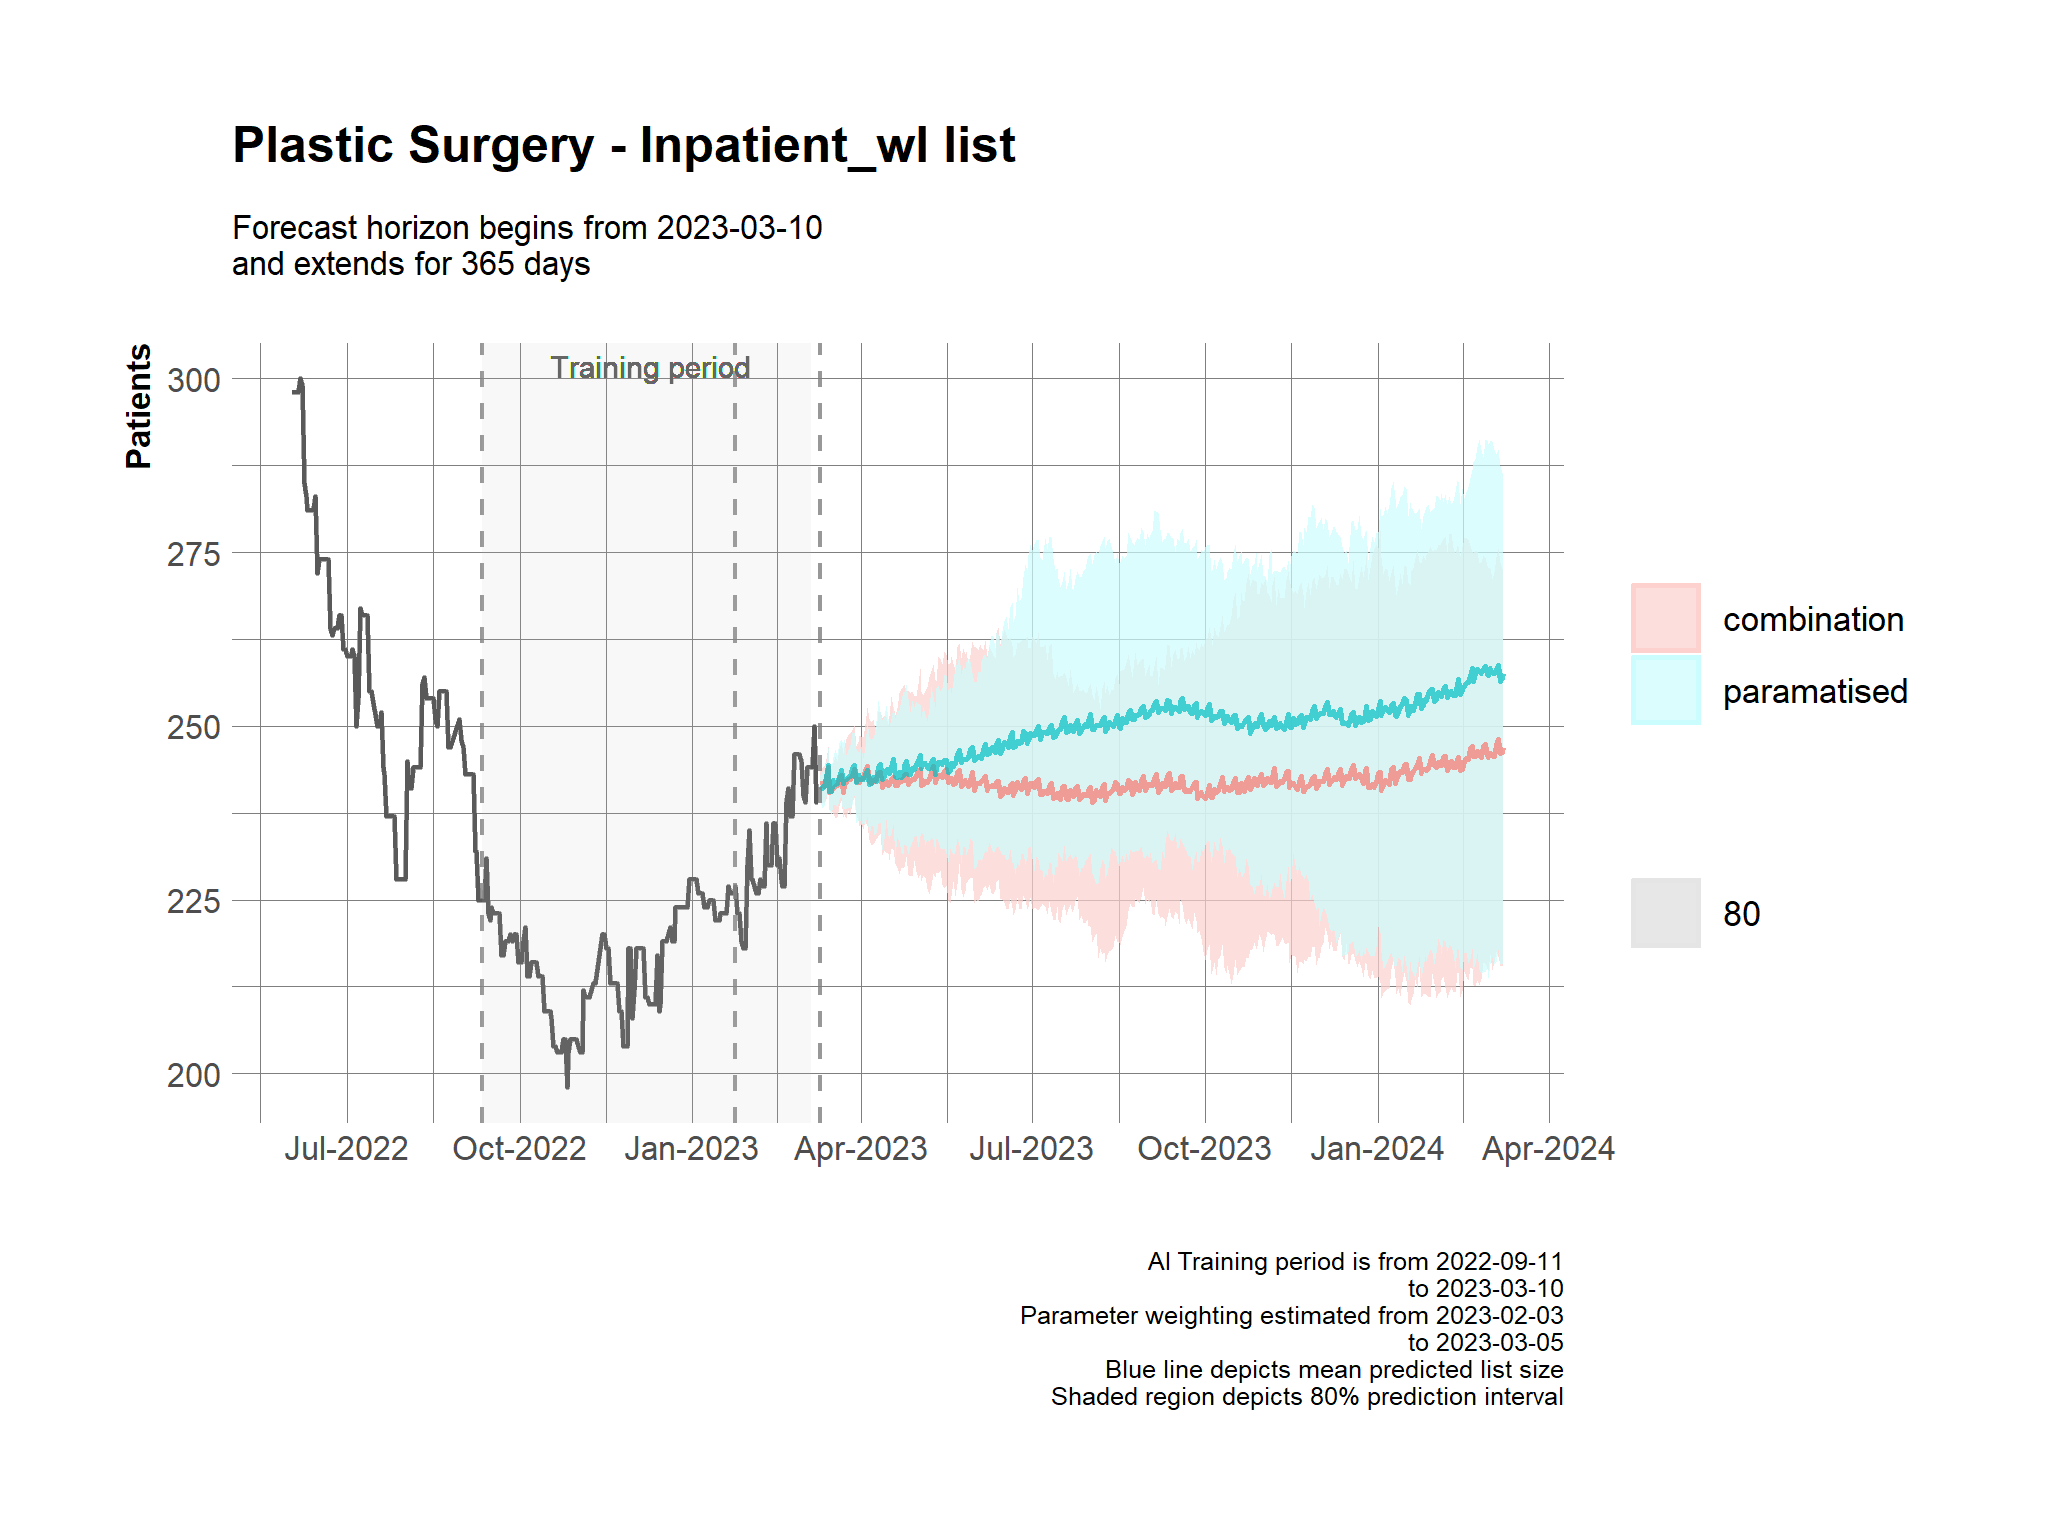 Plastic Surgery - Inpatient_wl list
Forecast horizon begins from 2023-03-10
and extends for 365 days
Patients
Training period
300
275
250
225
200
Jul-2022
Oct-2022
Jan-2023
Apr-2023
Jul-2023
Oct-2023
Jan-2024
Apr-2024
combination
paramatised
80
AI Training period is from 2022-09-11
to 2023-03-10
Parameter weighting estimated from 2023-02-03
to 2023-03-05
Blue line depicts mean predicted list size
Shaded region depicts 80% prediction interval